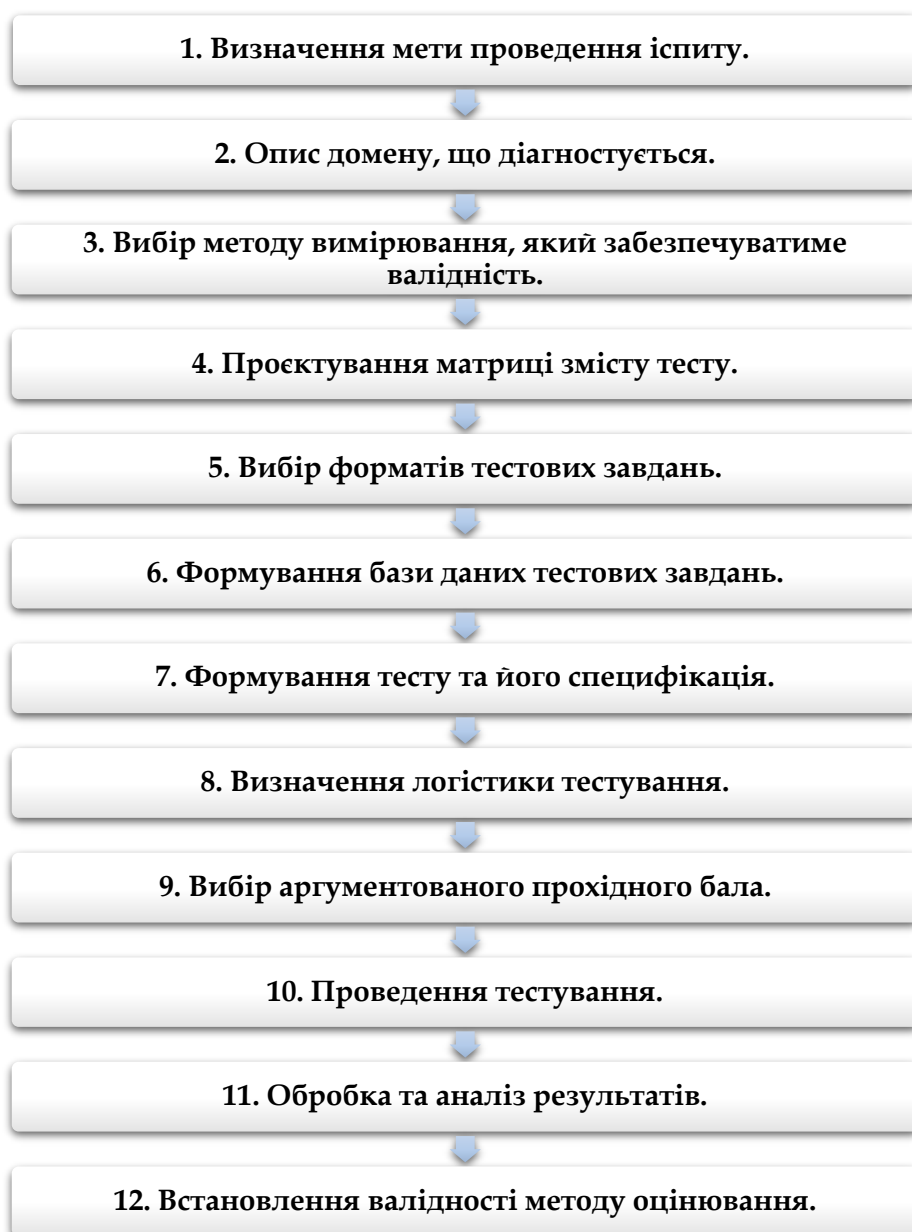 1. Визначення мети проведення іспиту.
2. Опис домену, що діагностується.
3. Вибір методу вимірювання, який забезпечуватиме
валідність.
4. Проєктування матриці змісту тесту.
5. Вибір форматів тестових завдань.
6. Формування бази даних тестових завдань.
7. Формування тесту та його специфікація.
8. Визначення логістики тестування.
9. Вибір аргументованого прохідного бала.
10. Проведення тестування.
11. Обробка та аналіз результатів.
12. Встановлення валідності методу оцінювання.